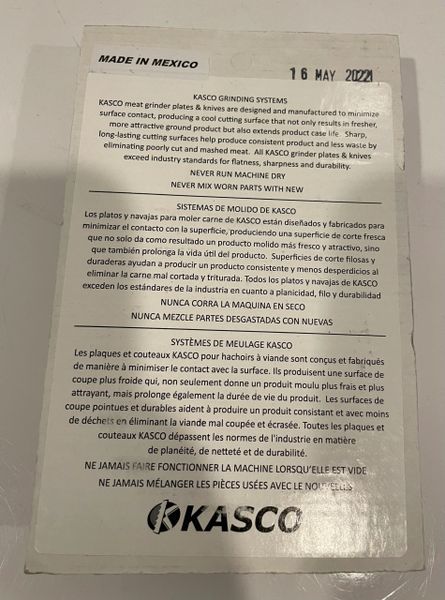 MADE IN MEXICO
16 MAY 2022
KASCO GRINDING SYSTEMS
KASCO meat grinder plates & knives are designed and manufactured to minimize
surface contact, producing a cool cutting surface that not only results in fresher,
more attractive ground product but also extends product case life. Sharp,
long-lasting cutting surfaces help produce consistent product and less waste by
eliminating poorly cut and mashed meat. All KASCO grinder plates & knives
exceed industry standards for flatness, sharpness and durability.
NEVER RUN MACHINE DRY
NEVER MIX WORN PARTS WITH NEW
SISTEMAS DE MOLIDO DE KASCO
Los platos y navajas para moler carne de KASCO están diseñados y fabricados para
minimizar el contacto con la superficie, produciendo una superficie de corte fresca
que no solo da como resultado un producto molido más fresco y atractivo, sino
que también prolonga la vida útil del producto. Superficies de corte filosas y
duraderas ayudan a producir un producto consistente y menos desperdicios al
eliminar la carne mal cortada y triturada. Todos los platos y navajas de KASCO
exceden los estándares de la industria en cuanto a planicidad, filo y durabilidad
NUNCA CORRA LA MAQUINA EN SECO
NUNCA MEZCLE PARTES DESGASTADAS CON NUEVAS
SYSTÈMES DE MEULAGE KASCO
Les plaques et couteaux KASCO pour hachoirs à viande sont conçus et fabriqués
de manière à minimiser le contact avec la surface. Ils produisent une surface de
coupe plus froide qui, non seulement donne un produit moulu plus frais et plus
attrayant, mais prolonge également la durée de vie du produit. Les surfaces de
coupe pointues et durables aident à produire un produit consistant et avec moins
de déchets en éliminant la viande mal coupée et écrasée. Toutes les plaques et
couteaux KASCO dépassent les normes de l'industrie en matière
de planéité, de netteté et de durabilité.
NE JAMAIS FAIRE FONCTIONNER LA MACHINE LORSQU'ELLE EST VIDE
NE JAMAIS MÉLANGER LES PIÈCES USÉES AVEC LE NOUVELLES
KASCO